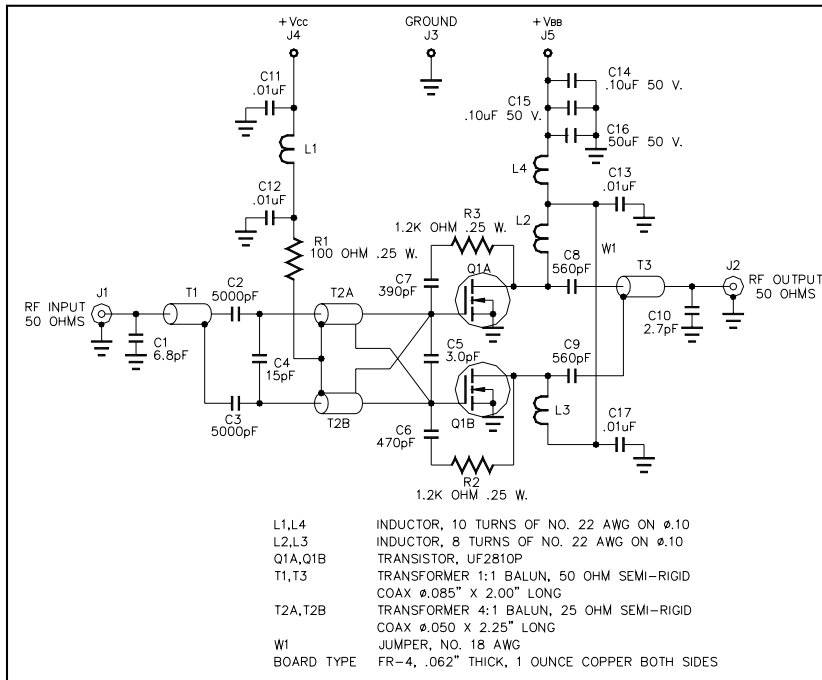 +Vcc
J4
GROUND
J3
+VBB
J5
C11
.01uF
C14
.10uF 50 V.
C15
.10uF 50 V.
C16
50uF 50 V.
L1
L4
C12
.01uF
C13
.01uF
R3
1.2K OHM .25 W.
L2
W1
R1
100 OHM .25 W.
Q1A
C8
560pF
T3
J2
RF OUTPUT
50 OHMS
C7
390pF
J1
RF INPUT
50 OHMS
T1
C2
5000pF
T2A
C1
6.8pF
C4
15pF
C5
3.0pF
C10
2.7pF
C9
560pF
C3
5000pF
T2B
C6
470pF
Q1B
L3
C17
.01uF
R2
1.2K OHM .25 W.
L1,L4 INDUCTOR, 10 TURNS OF NO. 22 AWG ON ø.10
L2,L3 INDUCTOR, 8 TURNS OF NO. 22 AWG ON ø.10
Q1A,Q1B TRANSISTOR, UF2810P
T1,T3 TRANSFORMER 1:1 BALUN, 50 OHM SEMI-RIGID
COAX ø.085" X 2.00" LONG
T2A,T2B TRANSFORMER 4:1 BALUN, 25 OHM SEMI-RIGID
COAX ø.050 X 2.25" LONG
W1 JUMPER, NO. 18 AWG
BOARD TYPE FR-4, .062" THICK, 1 OUNCE COPPER BOTH SIDES